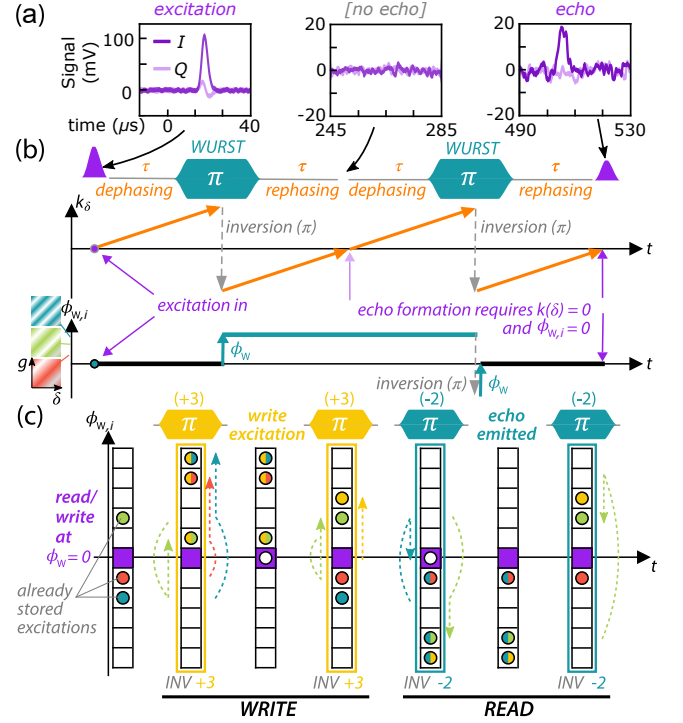 (a)
excitation
[no echo]
echo
Signal
(mV)
100
50
0
I
Q
0
40
time (μs)
20
0
-20
245
285
20
0
-20
490
530
(b)
WURST
WURST
τ
π
τ
τ
π
τ
dephasing
rephasing
dephasing
rephasing
k_δ
inversion (π)
inversion (π)
t
excitation in
echo formation requires k(δ) = 0
and ϕ_W,i = 0
ϕ_W,i
g
δ
ϕ_W
inversion (π)
ϕ_W
t
(c)
ϕ_W,i
(+3)
π
write
excitation
(+3)
π
(-2)
π
echo
emitted
(-2)
π
read/
write
at
ϕ_W = 0
t
already
stored
excitations
INV +3
INV +3
INV -2
INV -2
WRITE
READ